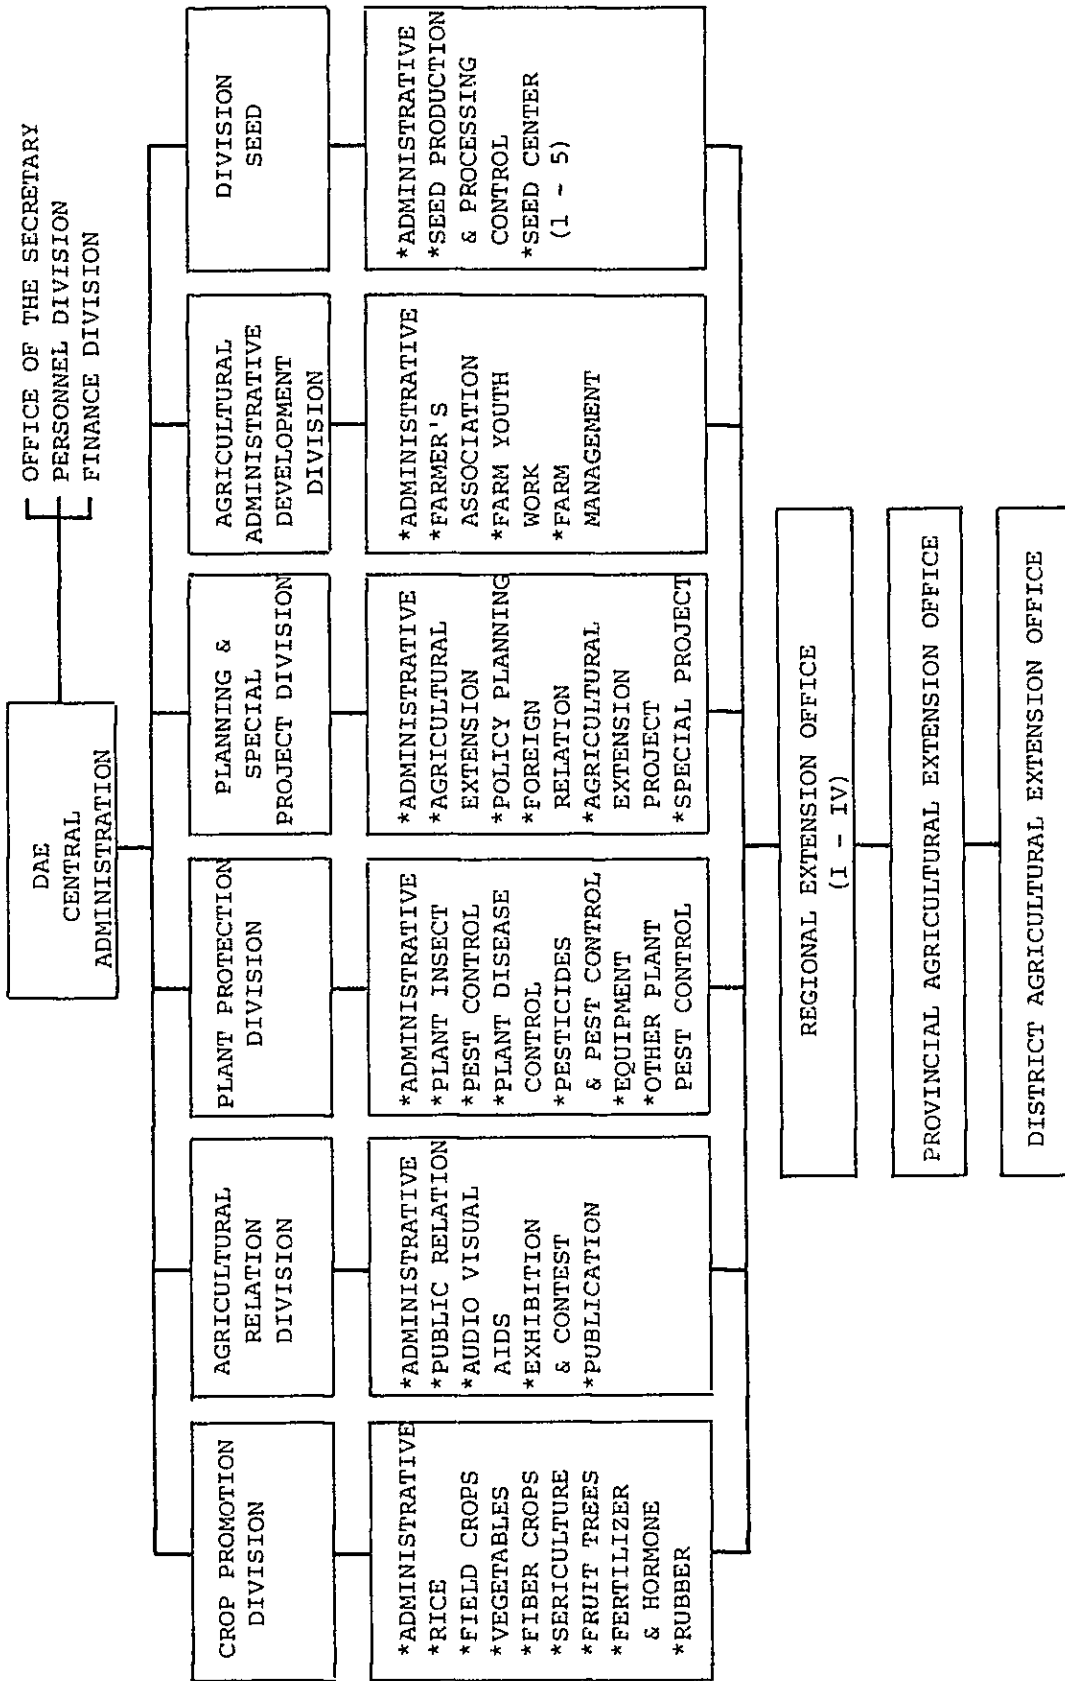 DAE
CENTRAL
ADMINISTRATION
OFFICE OF THE SECRETARY
PERSONNEL DIVISION
FINANCE DIVISION
CROP PROMOTION
DIVISION
*ADMINISTRATIVE
*RICE
*FIELD CROPS
*VEGETABLES
*FIBER CROPS
*SERICULTURE
*FRUIT TREES
*FERTILIZER
& HORMONE
*RUBBER
AGRICULTURAL
RELATION
DIVISION
*ADMINISTRATIVE
*PUBLIC RELATION
*AUDIO VISUAL
AIDS
*EXHIBITION
& CONTEST
*PUBLICATION
PLANT PROTECTION
DIVISION
*ADMINISTRATIVE
*PLANT INSECT
*PEST CONTROL
*PLANT DISEASE
CONTROL
*PESTICIDES
& PEST CONTROL
*EQUIPMENT
*OTHER PLANT
PEST CONTROL
PLANNING &
SPECIAL
PROJECT DIVISION
*ADMINISTRATIVE
*AGRICULTURAL
EXTENSION
*POLICY PLANNING
*FOREIGN
RELATION
*AGRICULTURAL
EXTENSION
PROJECT
*SPECIAL PROJECT
AGRICULTURAL
ADMINISTRATIVE
DEVELOPMENT
DIVISION
*ADMINISTRATIVE
*FARMER'S
ASSOCIATION
*FARM YOUTH
WORK
*FARM
MANAGEMENT
DIVISION
SEED
*ADMINISTRATIVE
*SEED PRODUCTION
& PROCESSING
CONTROL
*SEED CENTER
(1 ~ 5)
REGIONAL EXTENSION OFFICE
(I - IV)
PROVINCIAL AGRICULTURAL EXTENSION OFFICE
DISTRICT AGRICULTURAL EXTENSION OFFICE